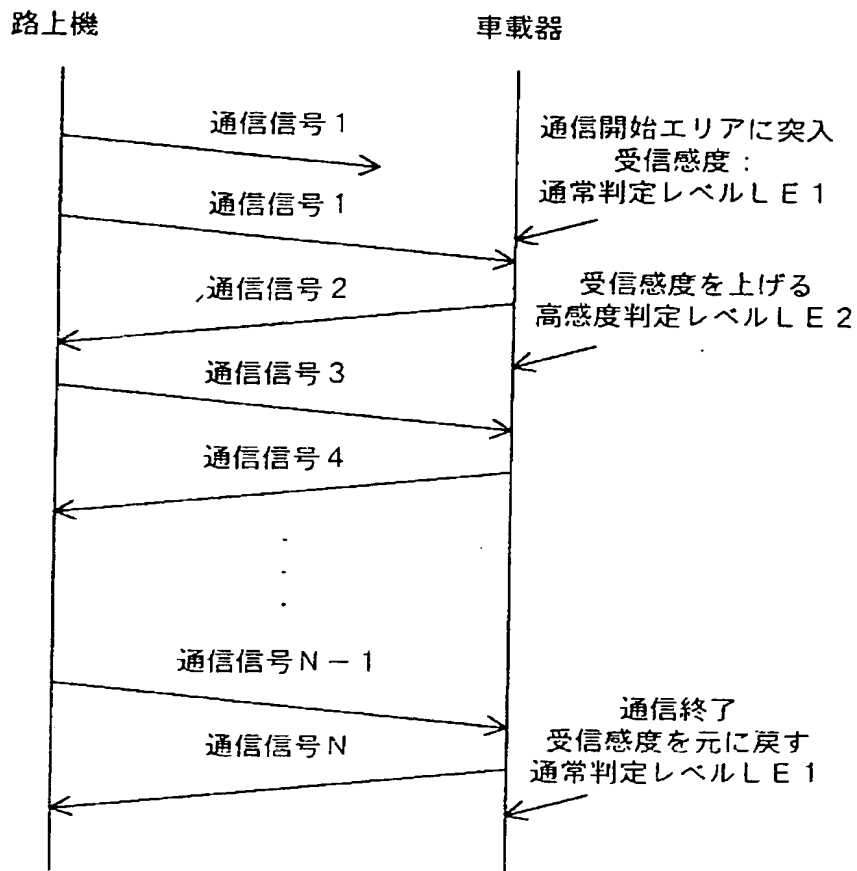 路上機
車載器
通信信号1
通信開始エリアに突入
受信感度:
通常判定レベルLE1
通信信号1
通信信号2
受信感度を上げる
高感度判定レベルLE2
通信信号3
通信信号4
通信信号N-1
通信終了
受信感度を元に戻す
通常判定レベルLE1
通信信号N